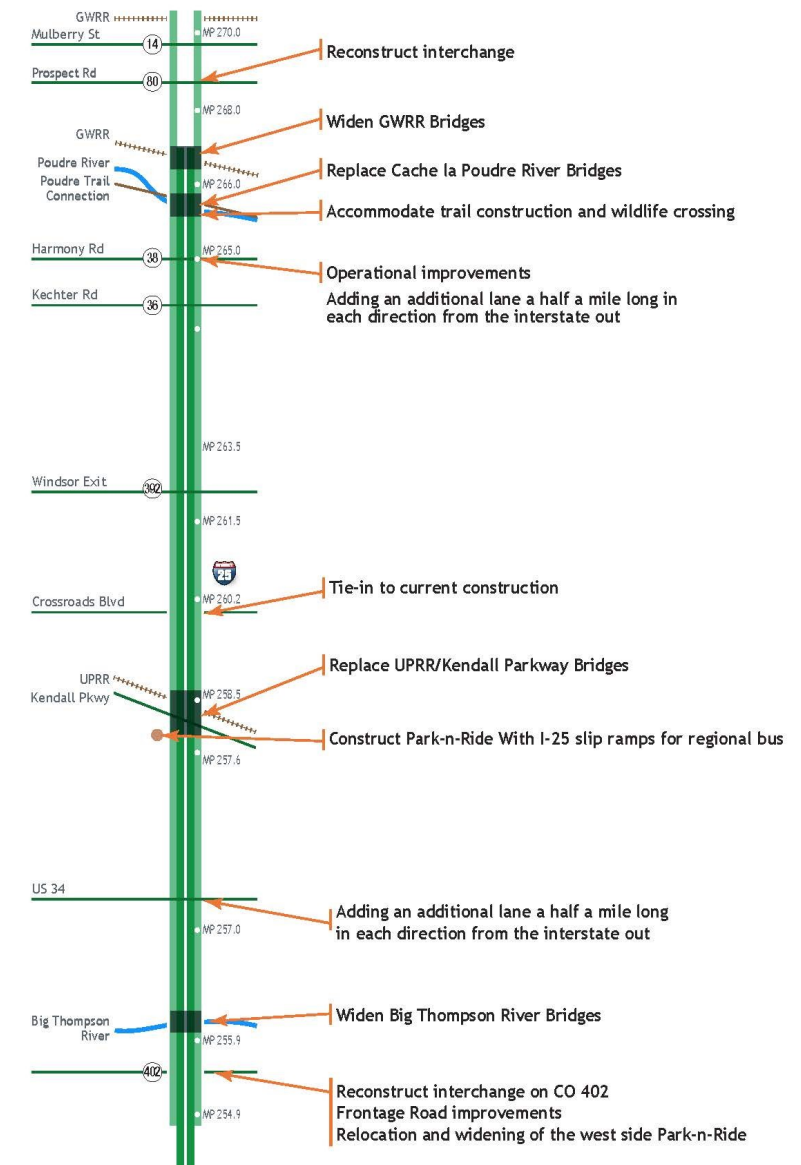 GWRR
MP 270.0
Mulberry St
14
Reconstruct interchange
Prospect Rd
80
MP 268.0
Widen GWRR Bridges
GWRR
Poudre River
Replace Cache la Poudre River Bridges
Poudre Trail
Connection
MP 266.0
Accommodate trail construction and wildlife crossing
Harmony Rd
38
MP 265.0
Operational improvements
Adding an additional lane a half a mile long in
each direction from the interstate out
Kechter Rd
36
MP 263.5
Windsor Exit
392
MP 261.5
25
Tie-in to current construction
Crossroads Blvd
MP 260.2
Replace UPRR/Kendall Parkway Bridges
UPRR
Kendall Pkwy
MP 258.5
Construct Park-n-Ride With I-25 slip ramps for regional bus
MP 257.6
US 34
Adding an additional lane a half a mile long
in each direction from the interstate out
MP 257.0
Widen Big Thompson River Bridges
Big Thompson
River
MP 255.9
402
Reconstruct interchange on CO 402
Frontage Road improvements
Relocation and widening of the west side Park-n-Ride
MP 254.9